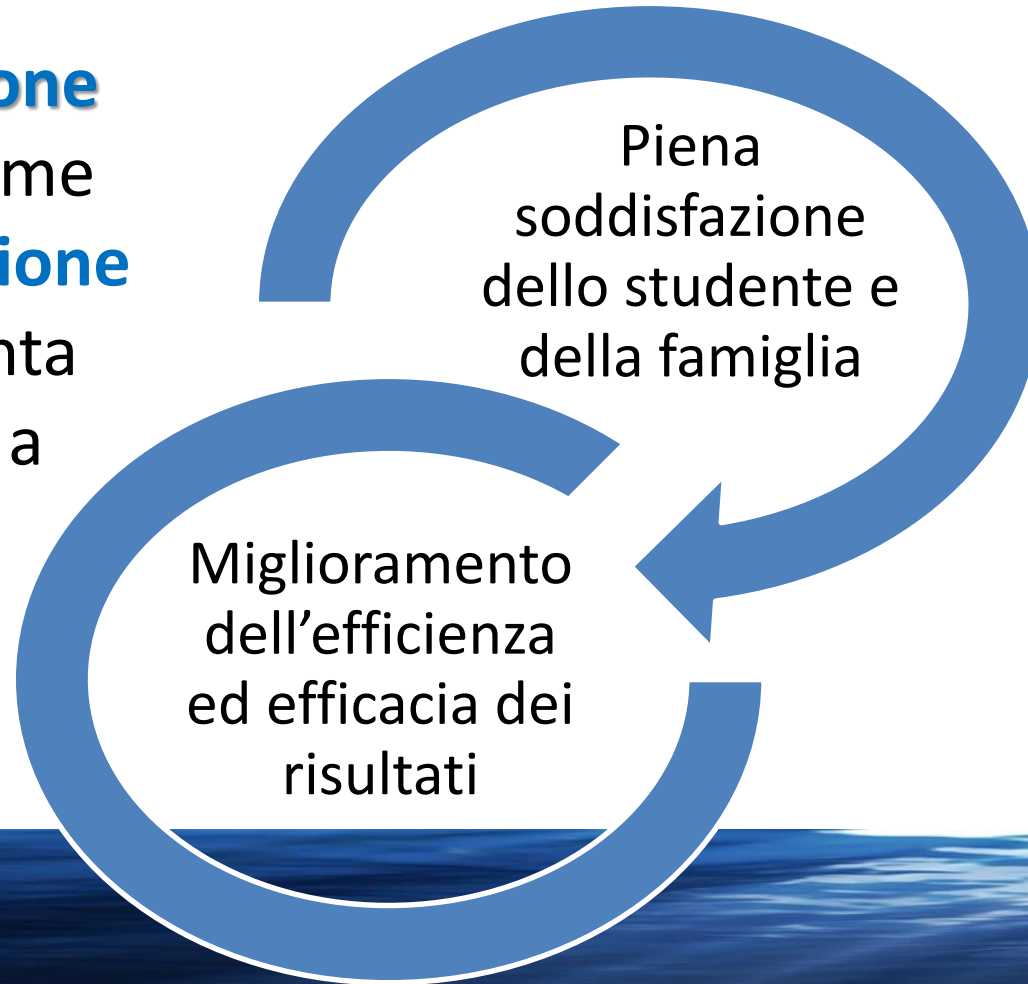 one
me
ione
nta
a
Piena
soddisfazione
dello studente e
della famiglia
Miglioramento
dell’efficienza
ed efficacia dei
risultati